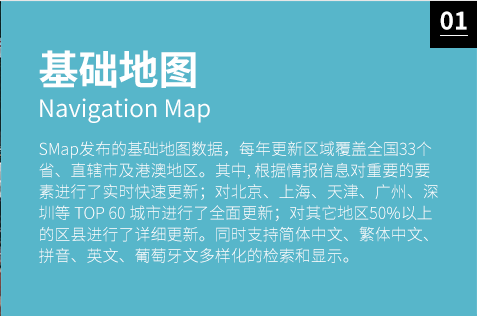 01
基础地图
Navigation Map
SMap发布的基础地图数据，每年更新区域覆盖全国33个
省、直辖市及港澳地区。其中, 根据情报信息对重要的要
素进行了实时快速更新；对北京、上海、天津、广州、深
圳等 TOP 60 城市进行了全面更新；对其它地区50%以上
的区县进行了详细更新。同时支持简体中文、繁体中文、
拼音、英文、葡萄牙文多样化的检索和显示。